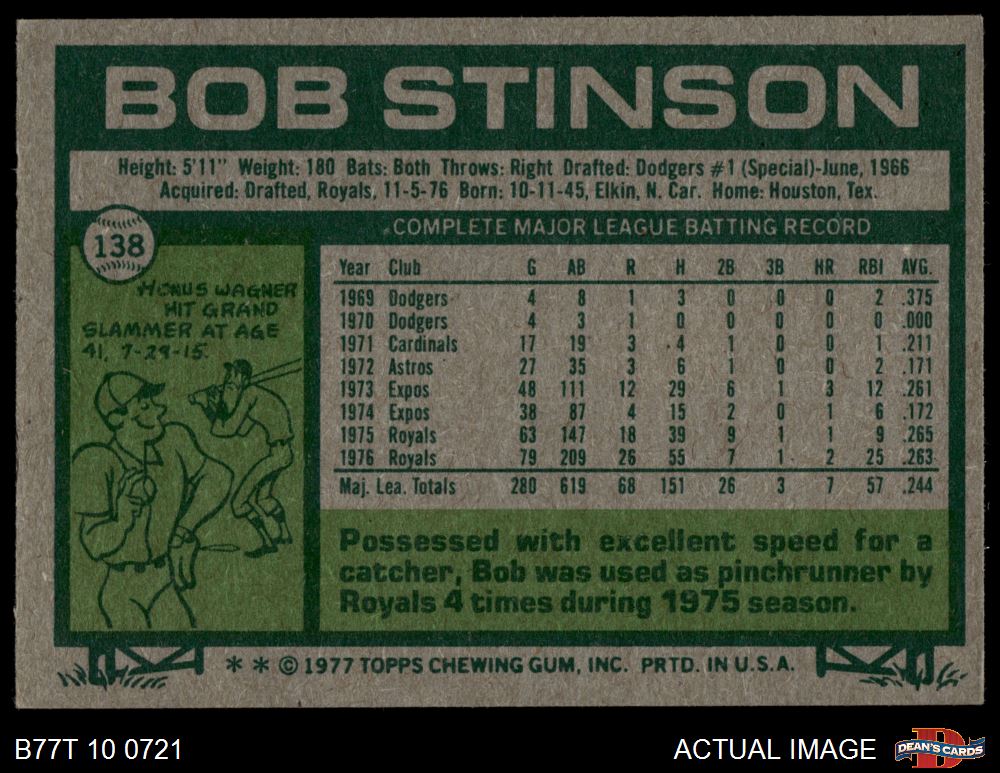 BOB STINSON
Height: 5'11" Weight: 180 Bats: Both Throws: Right Drafted: Dodgers #1 (Special)-June, 1966
Acquired: Drafted, Royals, 11-5-76 Born: 10-11-45, Elkin, N. Car. Home: Houston, Tex.
138
HONUS WAGNER
HIT GRAND
SLAMMER AT AGE
41, 7-29-15.
COMPLETE MAJOR LEAGUE BATTING RECORD
Year Club G AB R H 2B 3B HR RBI AVG.
1969 Dodgers 4 8 1 3 0 0 0 2 .375
1970 Dodgers 4 3 1 0 0 0 0 0 .000
1971 Cardinals 17 19 3 4 1 0 0 1 .211
1972 Astros 27 35 3 6 1 0 0 2 .171
1973 Expos 48 111 12 29 6 1 3 12 .261
1974 Expos 38 87 4 15 2 0 1 6 .172
1975 Royals 63 147 18 39 9 1 1 9 .265
1976 Royals 79 209 26 55 7 1 2 25 .263
Maj. Lea. Totals 280 619 68 151 26 3 7 57 .244
Possessed with excellent speed for a
catcher, Bob was used as pinchrunner by
Royals 4 times during 1975 season.
* * © 1977 TOPPS CHEWING GUM, INC. PRTD. IN U.S.A.
B77T 10 0721
ACTUAL IMAGE
D
DEAN'S CARDS